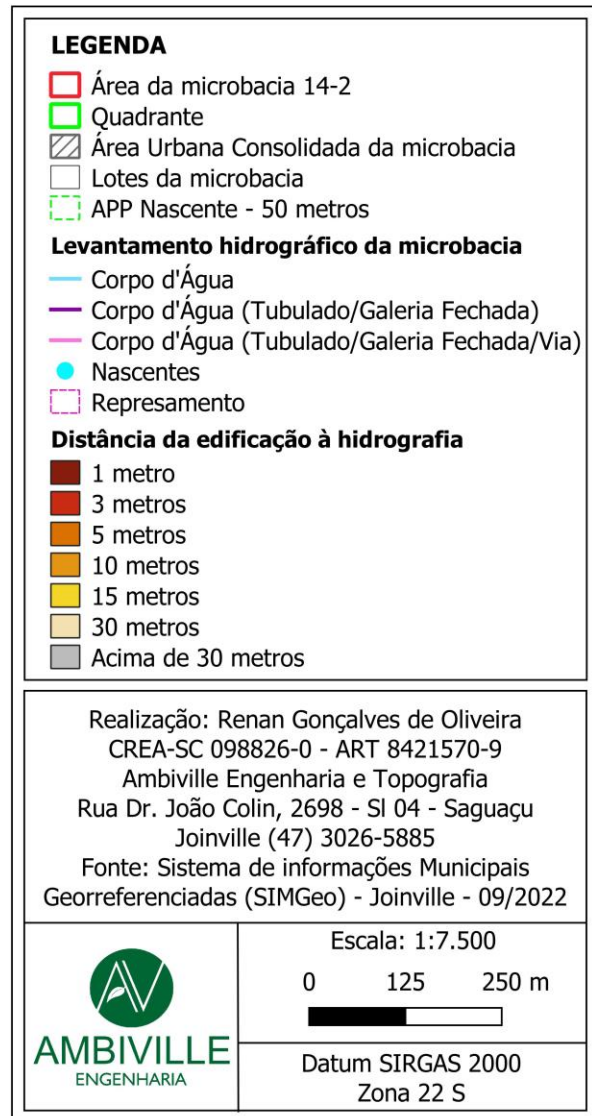 LEGENDA
Área da microbacia 14-2
Quadrante
Área Urbana Consolidada da microbacia
Lotes da microbacia
APP Nascente - 50 metros
Levantamento hidrográfico da microbacia
Corpo d'Água
Corpo d'Água (Tubulado/Galeria Fechada)
Corpo d'Água (Tubulado/Galeria Fechada/Via)
Nascentes
Represamento
Distância da edificação à hidrografia
1 metro
3 metros
5 metros
10 metros
15 metros
30 metros
Acima de 30 metros
Realização: Renan Gonçalves de Oliveira
CREA-SC 098826-0 - ART 8421570-9
Ambiville Engenharia e Topografia
Rua Dr. João Colin, 2698 - Sl 04 - Saguaçu
Joinville (47) 3026-5885
Fonte: Sistema de informações Municipais
Georreferenciadas (SIMGeo) - Joinville - 09/2022
AMBIVILLE
ENGENHARIA
Escala: 1:7.500
0 125 250 m
Datum SIRGAS 2000
Zona 22 S